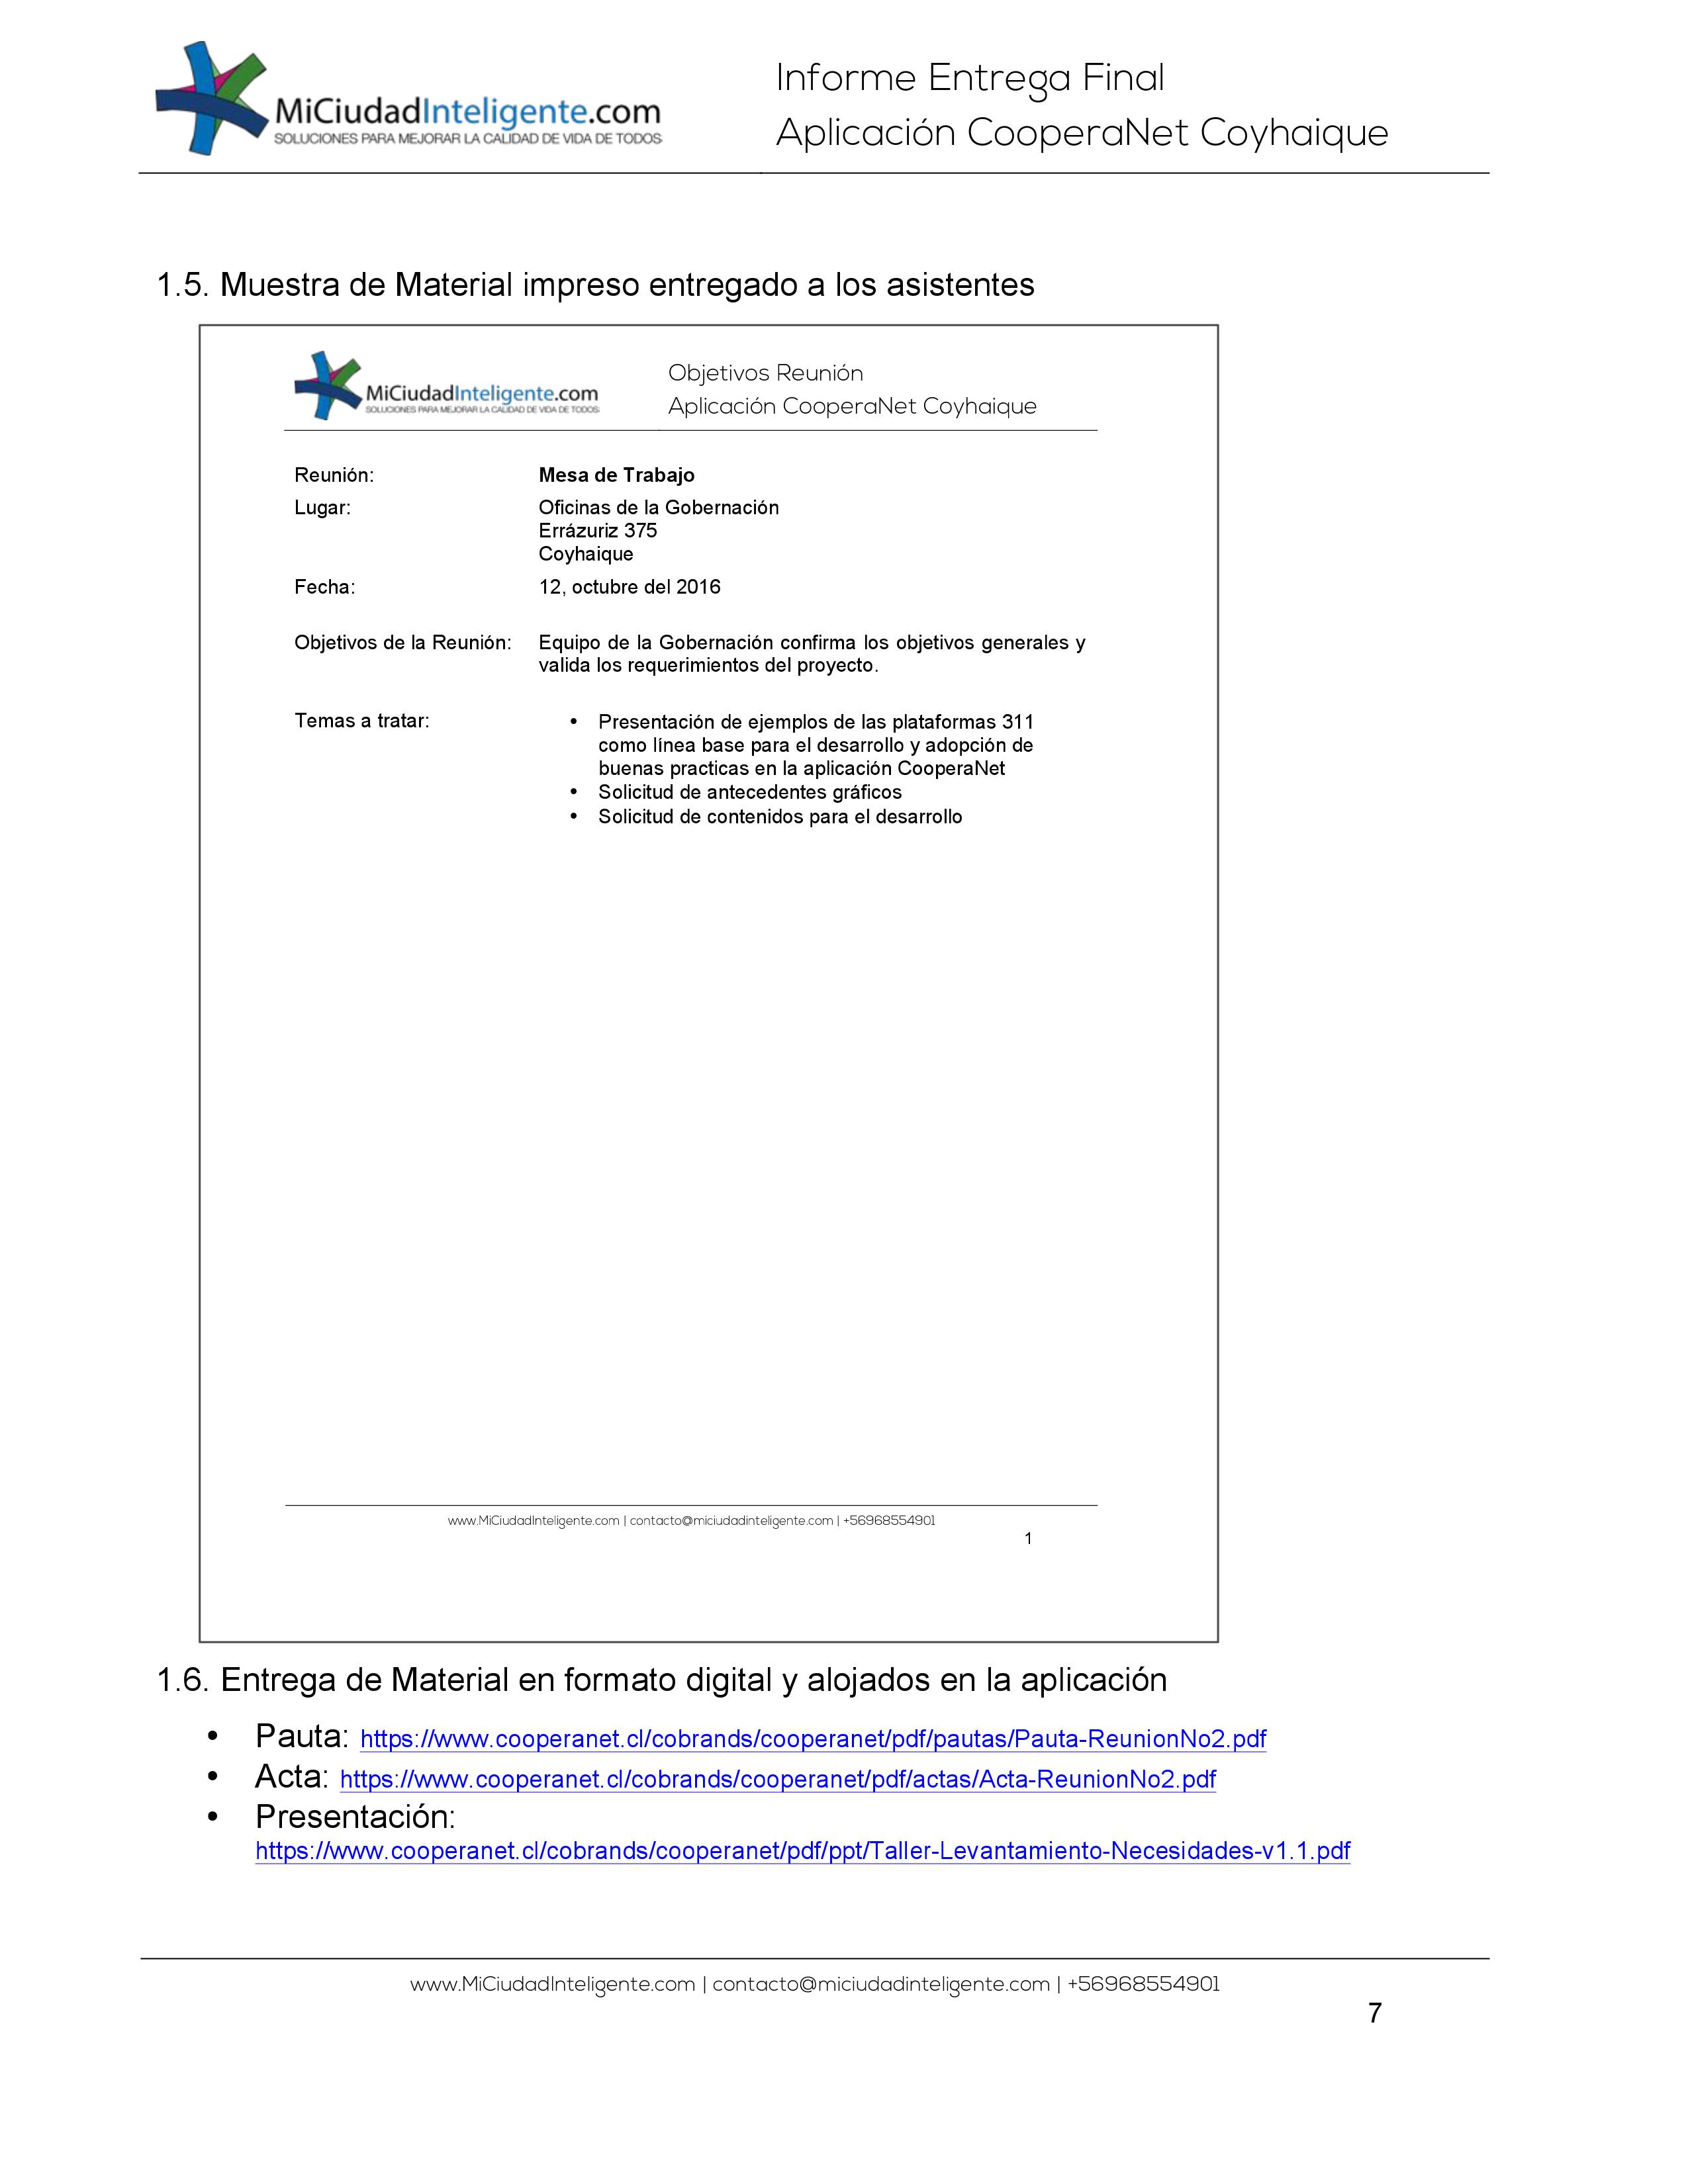 MiCiudadInteligente.com
SOLUCIONES PARA MEJORAR LA CALIDAD DE VIDA DE TODOS
Informe Entrega Final
Aplicación CooperaNet Coyhaique
1.5. Muestra de Material impreso entregado a los asistentes
MiCiudadInteligente.com
SOLUCIONES PARA MEJORAR LA CALIDAD DE VIDA DE TODOS
Objetivos Reunión
Aplicación CooperaNet Coyhaique
Reunión: Mesa de Trabajo
Lugar: Oficinas de la Gobernación
Errázuriz 375
Coyhaique
Fecha: 12, octubre del 2016
Objetivos de la Reunión: Equipo de la Gobernación confirma los objetivos generales y
valida los requerimientos del proyecto.
Temas a tratar: • Presentación de ejemplos de las plataformas 311
como línea base para el desarrollo y adopción de
buenas practicas en la aplicación CooperaNet
• Solicitud de antecedentes gráficos
• Solicitud de contenidos para el desarrollo
www.MiCiudadInteligente.com | contacto@miciudadinteligente.com | +56968554901
1
1.6. Entrega de Material en formato digital y alojados en la aplicación
• Pauta: https://www.cooperanet.cl/cobrands/cooperanet/pdf/pautas/Pauta-ReunionNo2.pdf
• Acta: https://www.cooperanet.cl/cobrands/cooperanet/pdf/actas/Acta-ReunionNo2.pdf
• Presentación:
https://www.cooperanet.cl/cobrands/cooperanet/pdf/ppt/Taller-Levantamiento-Necesidades-v1.1.pdf
www.MiCiudadInteligente.com | contacto@miciudadinteligente.com | +56968554901
7